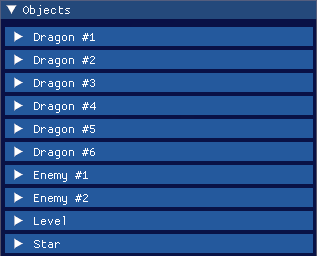 Objects
Dragon #1
Dragon #2
Dragon #3
Dragon #4
Dragon #5
Dragon #6
Enemy #1
Enemy #2
Level
Star